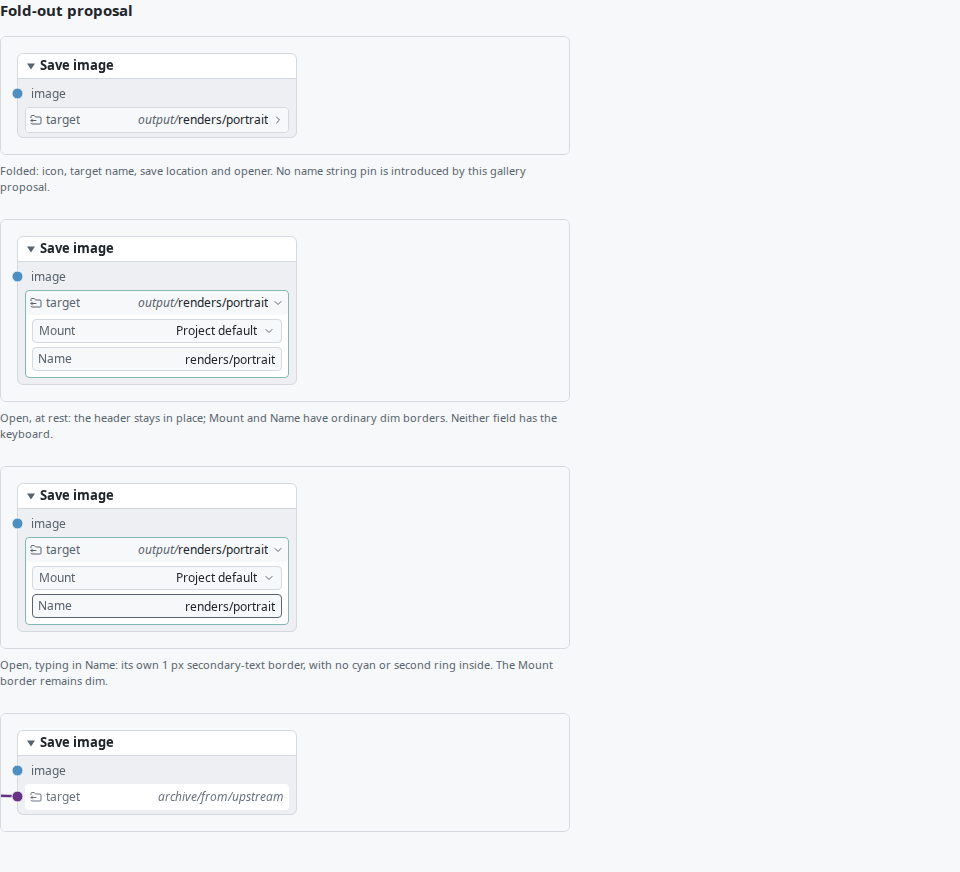 Fold-out proposal
Save image
image
target output/renders/portrait
Folded: icon, target name, save location and opener. No name string pin is introduced by this gallery
proposal.
Save image
image
target output/renders/portrait
Mount Project default
Name renders/portrait
Open, at rest: the header stays in place; Mount and Name have ordinary dim borders. Neither field has the
keyboard.
Save image
image
target output/renders/portrait
Mount Project default
Name renders/portrait
Open, typing in Name: its own 1 px secondary-text border, with no cyan or second ring inside. The Mount
border remains dim.
Save image
image
target archive/from/upstream